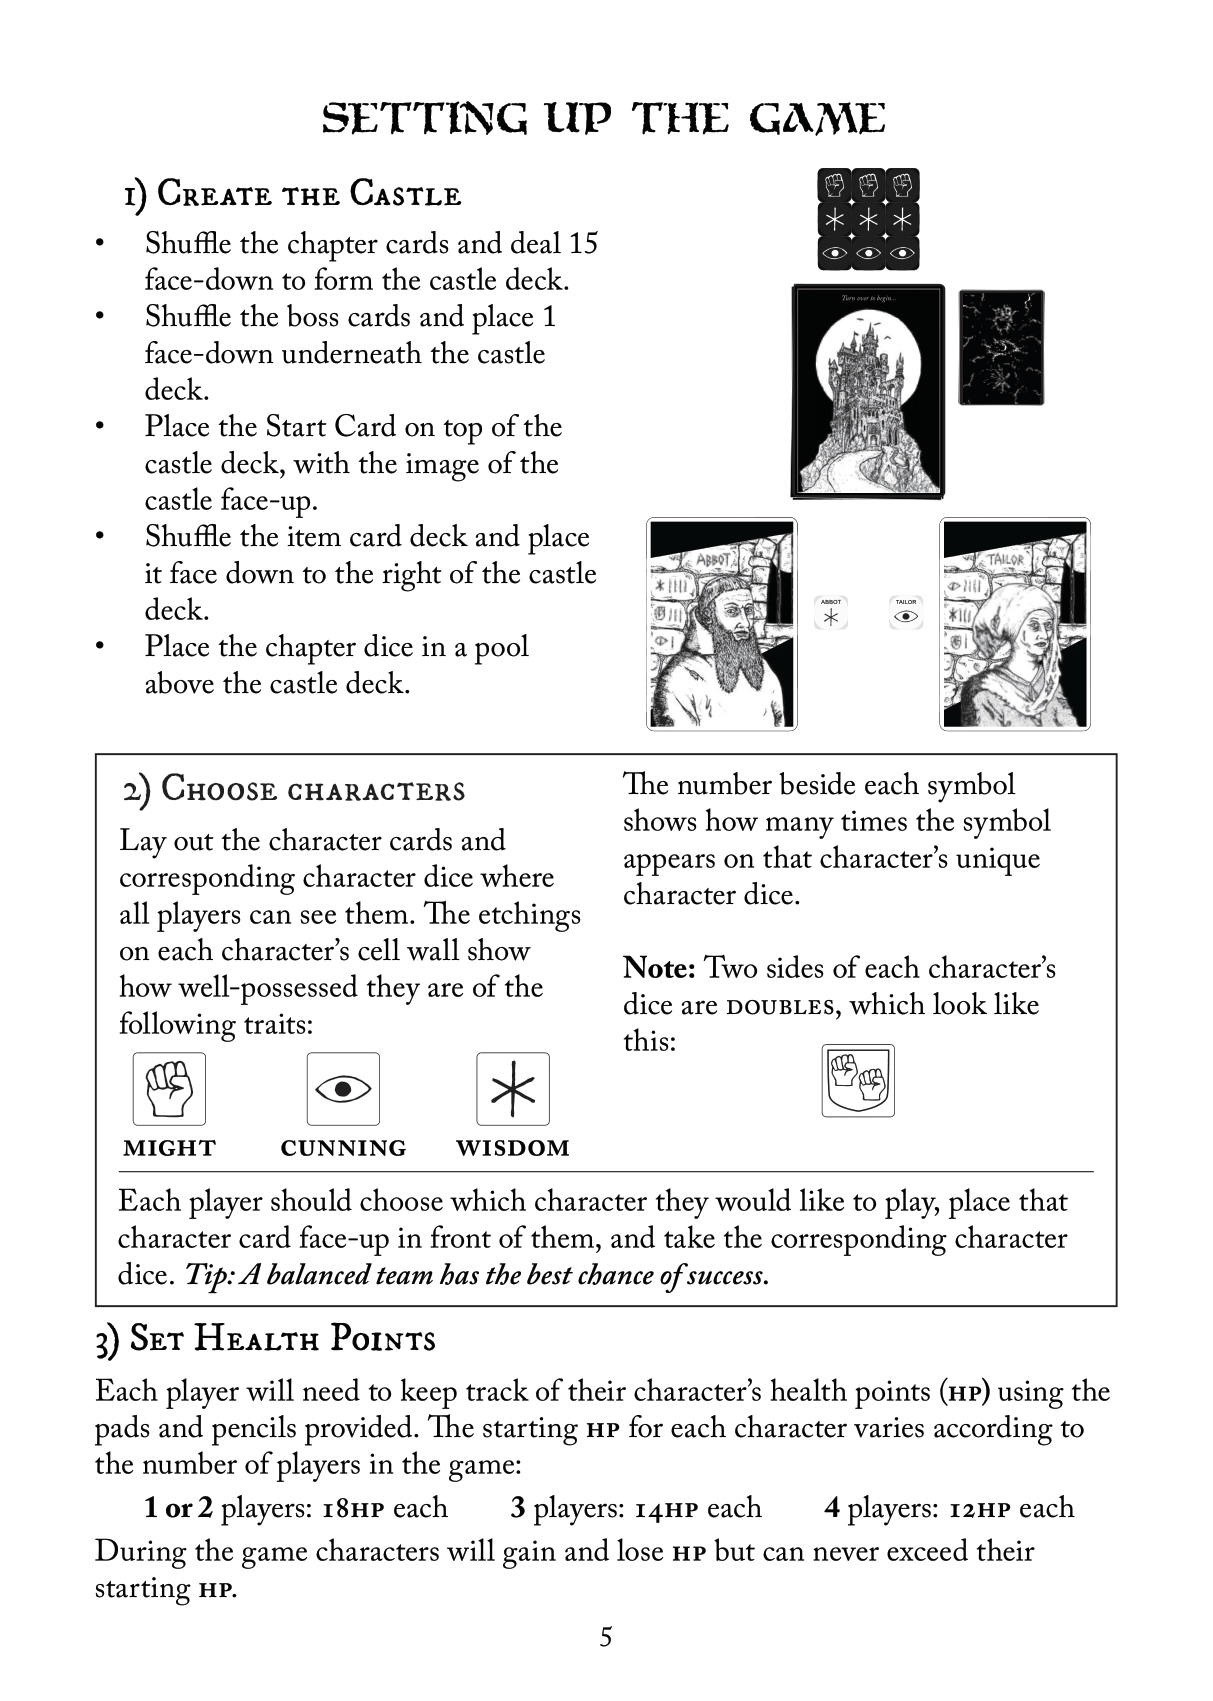 SETTING UP THE GAME
1) CREATE THE CASTLE
• Shuffle the chapter cards and deal 15
face-down to form the castle deck.
• Shuffle the boss cards and place 1
face-down underneath the castle
deck.
• Place the Start Card on top of the
castle deck, with the image of the
castle face-up.
• Shuffle the item card deck and place
it face down to the right of the castle
deck.
• Place the chapter dice in a pool
above the castle deck.
Turn over to begin...
ABBOT
ABBOT
TAILOR
TAILOR
2) CHOOSE CHARACTERS
Lay out the character cards and
corresponding character dice where
all players can see them. The etchings
on each character’s cell wall show
how well-possessed they are of the
following traits:
MIGHT CUNNING WISDOM
The number beside each symbol
shows how many times the symbol
appears on that character’s unique
character dice.
Note: Two sides of each character’s
dice are DOUBLES, which look like
this:
Each player should choose which character they would like to play, place that
character card face-up in front of them, and take the corresponding character
dice. Tip: A balanced team has the best chance of success.
3) SET HEALTH POINTS
Each player will need to keep track of their character’s health points (HP) using the
pads and pencils provided. The starting HP for each character varies according to
the number of players in the game:
1 or 2 players: 18HP each 3 players: 14HP each 4 players: 12HP each
During the game characters will gain and lose HP but can never exceed their
starting HP.
5